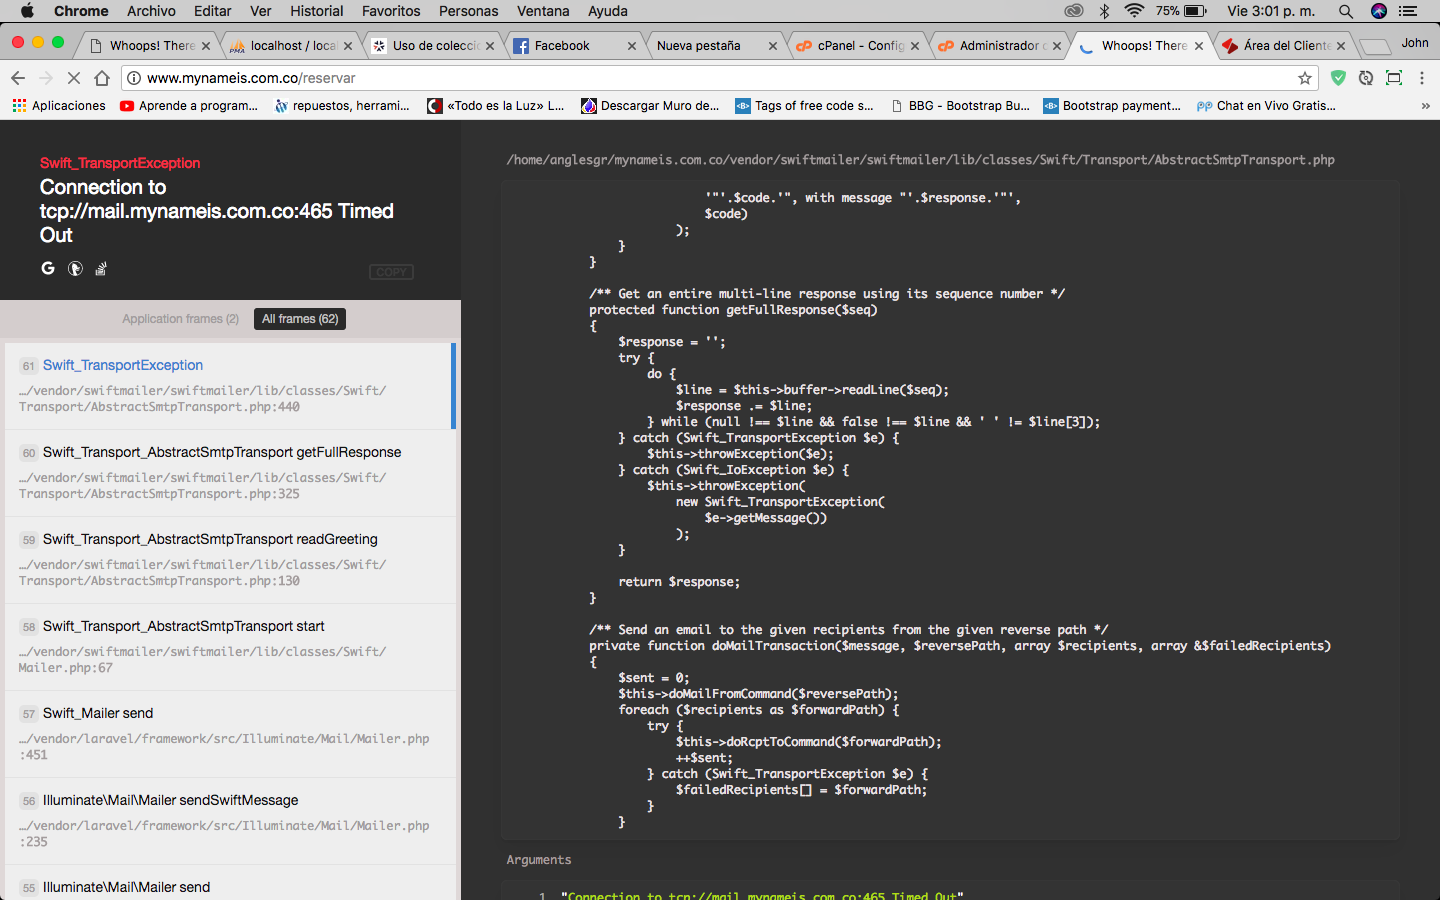 Chrome Archivo Editar Ver Historial Favoritos Personas Ventana Ayuda 75% Vie 3:01 p. m.
Whoops! There localhost / local Uso de colecció Facebook Nueva pestaña cPanel - Config Administrador d Whoops! There Área del Cliente John
www.mynameis.com.co/reservar
Aplicaciones Aprende a program... repuestos, herrami... «Todo es la Luz» L... Descargar Muro de... Tags of free code s... BBG - Bootstrap Bu... Bootstrap payment... Chat en Vivo Gratis... »
Swift_TransportException
Connection to
tcp://mail.mynameis.com.co:465 Timed
Out
COPY
Application frames (2) All frames (62)
61 Swift_TransportException
…/vendor/swiftmailer/swiftmailer/lib/classes/Swift/
Transport/AbstractSmtpTransport.php:440
60 Swift_Transport_AbstractSmtpTransport getFullResponse
…/vendor/swiftmailer/swiftmailer/lib/classes/Swift/
Transport/AbstractSmtpTransport.php:325
59 Swift_Transport_AbstractSmtpTransport readGreeting
…/vendor/swiftmailer/swiftmailer/lib/classes/Swift/
Transport/AbstractSmtpTransport.php:130
58 Swift_Transport_AbstractSmtpTransport start
…/vendor/swiftmailer/swiftmailer/lib/classes/Swift/
Mailer.php:67
57 Swift_Mailer send
…/vendor/laravel/framework/src/Illuminate/Mail/Mailer.php
:451
56 Illuminate\Mail\Mailer sendSwiftMessage
…/vendor/laravel/framework/src/Illuminate/Mail/Mailer.php
:235
55 Illuminate\Mail\Mailer send
/home/anglesgr/mynameis.com.co/vendor/swiftmailer/swiftmailer/lib/classes/Swift/Transport/AbstractSmtpTransport.php
'"'.$code.'", with message "'.$response.'"',
$code)
);
}
}
/** Get an entire multi-line response using its sequence number */
protected function getFullResponse($seq)
{
$response = '';
try {
do {
$line = $this->buffer->readLine($seq);
$response .= $line;
} while (null !== $line && false !== $line && ' ' != $line[3]);
} catch (Swift_TransportException $e) {
$this->throwException($e);
} catch (Swift_IoException $e) {
$this->throwException(
new Swift_TransportException(
$e->getMessage())
);
}
return $response;
}
/** Send an email to the given recipients from the given reverse path */
private function doMailTransaction($message, $reversePath, array $recipients, array &$failedRecipients)
{
$sent = 0;
$this->doMailFromCommand($reversePath);
foreach ($recipients as $forwardPath) {
try {
$this->doRcptToCommand($forwardPath);
++$sent;
} catch (Swift_TransportException $e) {
$failedRecipients[] = $forwardPath;
}
}
Arguments
1. "Connection to tcp://mail.mynameis.com.co:465 Timed Out"